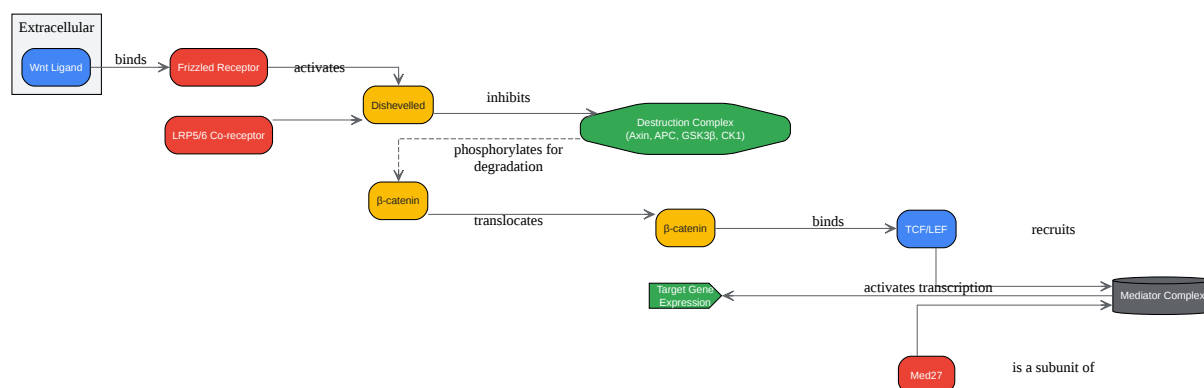 Extracellular
Wnt Ligand
binds
Frizzled Receptor
activates
Dishevelled
LRP5/6 Co-receptor
inhibits
Destruction Complex
(Axin, APC, GSK3β, CK1)
phosphorylates for
degradation
β-catenin
translocates
β-catenin
binds
TCF/LEF
recruits
Target Gene
Expression
activates transcription
Mediator Complex
Med27
is a subunit of